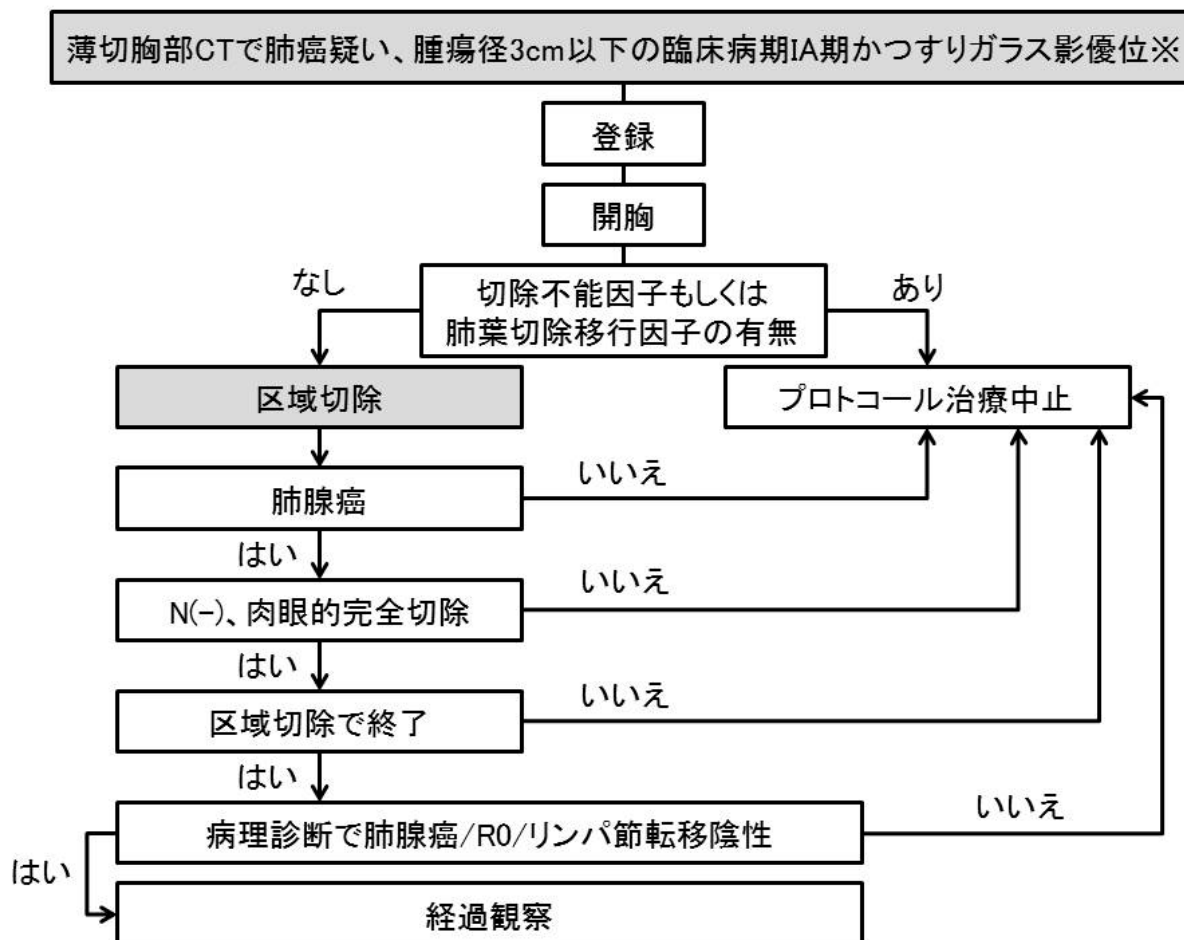 薄切胸部CTで肺癌疑い、腫瘍径3cm以下の臨床病期IA期かつすりガラス影優位※
登録
開胸
なし
切除不能因子もしくは
肺葉切除移行因子の有無
あり
区域切除
プロトコール治療中止
肺腺癌
いいえ
はい
N(-)、肉眼的完全切除
いいえ
はい
区域切除で終了
いいえ
はい
病理診断で肺腺癌/R0/リンパ節転移陰性
いいえ
はい
経過観察